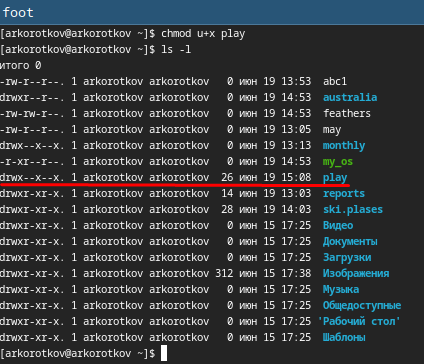 foot
[arkorotkov@arkorotkov ~]$ chmod u+x play
[arkorotkov@arkorotkov ~]$ ls -l
итого 0
-rw-r--r--. 1 arkorotkov arkorotkov 0 июн 19 13:53 abc1
drwxr--r--. 1 arkorotkov arkorotkov 0 июн 19 14:53 australia
-rw-rw-r--. 1 arkorotkov arkorotkov 0 июн 19 14:53 feathers
-rw-r--r--. 1 arkorotkov arkorotkov 0 июн 19 13:05 may
drwx--x--x. 1 arkorotkov arkorotkov 0 июн 19 13:13 monthly
-r-xr--r--. 1 arkorotkov arkorotkov 0 июн 19 14:53 my_os
drwx--x--x. 1 arkorotkov arkorotkov 26 июн 19 15:08 play
drwxr-xr-x. 1 arkorotkov arkorotkov 14 июн 19 13:03 reports
drwxr-xr-x. 1 arkorotkov arkorotkov 28 июн 19 14:03 ski.plases
drwxr-xr-x. 1 arkorotkov arkorotkov 0 июн 15 17:25 Видео
drwxr-xr-x. 1 arkorotkov arkorotkov 0 июн 15 17:25 Документы
drwxr-xr-x. 1 arkorotkov arkorotkov 0 июн 15 17:25 Загрузки
drwxr-xr-x. 1 arkorotkov arkorotkov 312 июн 15 17:38 Изображения
drwxr-xr-x. 1 arkorotkov arkorotkov 0 июн 15 17:25 Музыка
drwxr-xr-x. 1 arkorotkov arkorotkov 0 июн 15 17:25 Общедоступные
drwxr-xr-x. 1 arkorotkov arkorotkov 0 июн 15 17:25 'Рабочий стол'
drwxr-xr-x. 1 arkorotkov arkorotkov 0 июн 15 17:25 Шаблоны
[arkorotkov@arkorotkov ~]$